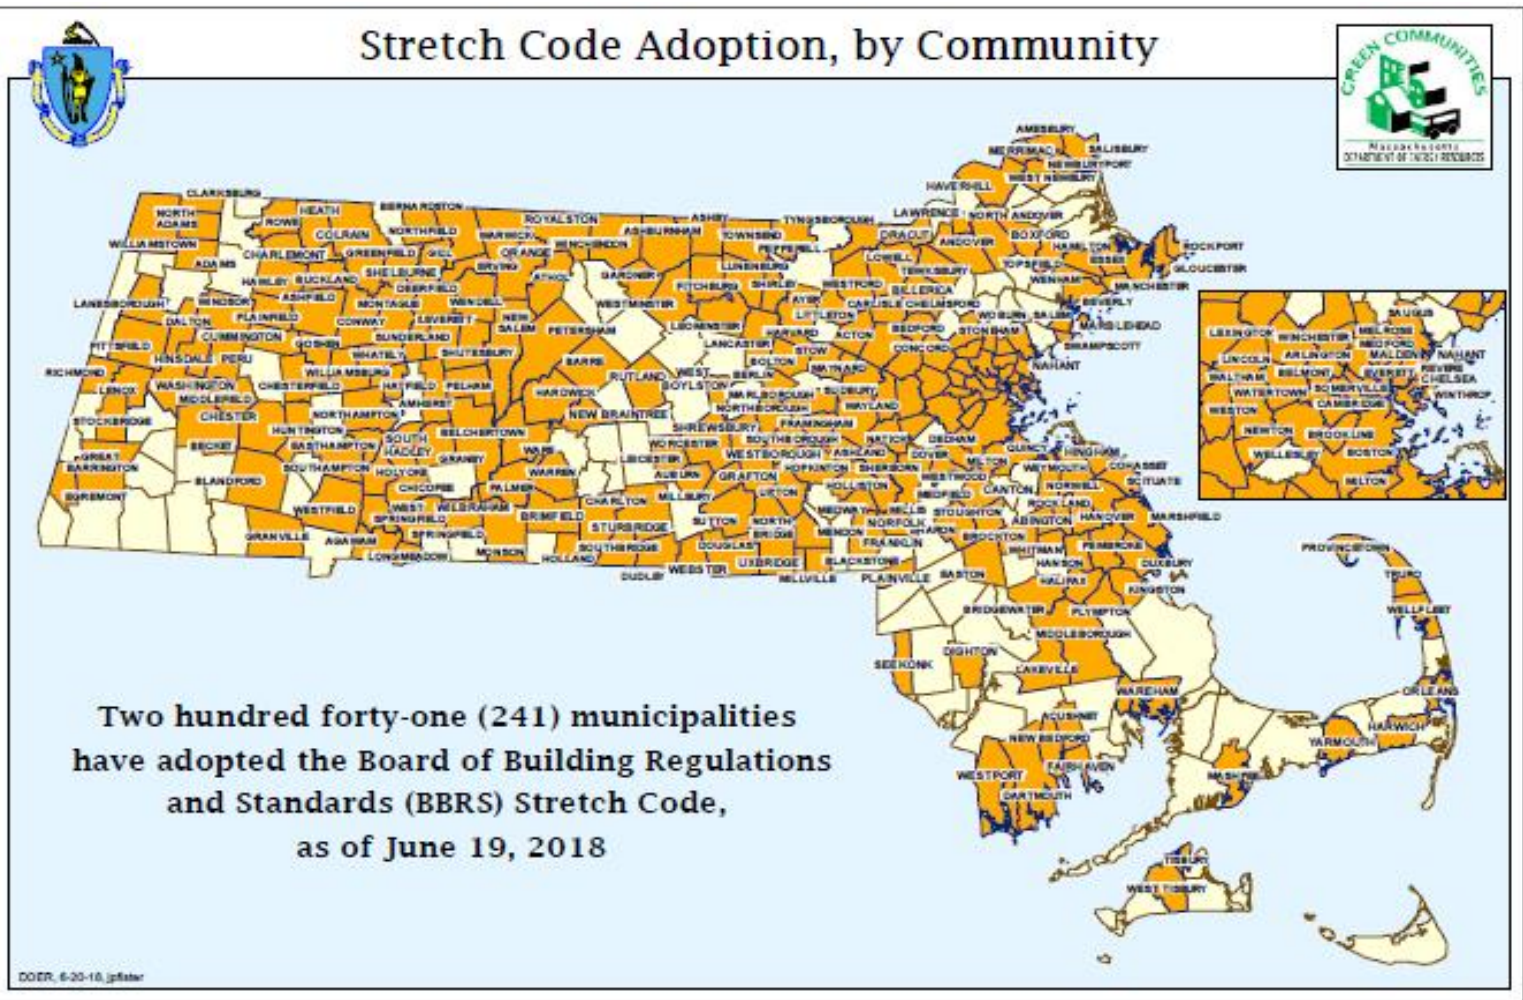 Stretch Code Adoption, by Community
GREEN COMMUNITIES
Massachusetts
DEPARTMENT OF ENERGY RESOURCES
AMESBURY
MERRIMAC SALISBURY
NEWBURYPORT
WEST NEWBURY
HAVERHILL
CLARKSBURG
BERNARDSTON
NORTH ADAMS
ROWE HEATH
ROYALSTON ASHBY TYNGSBOROUGH
LAWRENCE NORTH ANDOVER
COLRAIN NORTHFIELD WARWICK WINCHENDON ASHBURNHAM TOWNSEND PEPPERELL DRACUT ANDOVER BOXFORD HAMILTON ROCKPORT
WILLIAMSTOWN CHARLEMONT GREENFIELD GILL ORANGE
ADAMS SHELBURNE ERVING ATHOL GARDNER LUNENBURG LOWELL TEWKSBURY TOPSFIELD ESSEX GLOUCESTER
HAWLEY BUCKLAND DEERFIELD FITCHBURG SHIRLEY WESTFORD BILLERICA WENHAM MANCHESTER
LANESBOROUGH WINDSOR ASHFIELD MONTAGUE WENDELL WESTMINSTER AYER CARLISLE CHELMSFORD BEVERLY
DALTON PLAINFIELD CONWAY LEVERETT NEW SALEM PETERSHAM LEOMINSTER LITTLETON WOBURN SALEM MARBLEHEAD
CUMMINGTON GOSHEN SUNDERLAND HARVARD ACTON BEDFORD STONEHAM SWAMPSCOTT
PITTSFIELD HINSDALE PERU WHATELY SHUTESBURY BARRE LANCASTER STOW CONCORD NAHANT
RICHMOND WILLIAMSBURG RUTLAND WEST BOYLSTON BOLTON BERLIN MAYNARD
LENOX WASHINGTON CHESTERFIELD HATFIELD PELHAM HARDWICK MARLBOROUGH SUDBURY
MIDDLEFIELD AMHERST NORTHBOROUGH WAYLAND
STOCKBRIDGE CHESTER NORTHAMPTON NEW BRAINTREE SHREWSBURY FRAMINGHAM
HUNTINGTON BELCHERTOWN WORCESTER SOUTHBOROUGH NATICK DEDHAM QUINCY
BECKET EASTHAMPTON SOUTH HADLEY WARE WESTBOROUGH ASHLAND DOVER HINGHAM
GREAT BARRINGTON SOUTHAMPTON HOLYOKE GRANBY LEICESTER HOPKINTON SHERBORN MILTON WEYMOUTH COHASSET
BLANDFORD WARREN AUBURN GRAFTON WESTWOOD SCITUATE
EGREMONT CHICOPEE PALMER MILLBURY UPTON HOLLISTON MEDFIELD CANTON NORWELL
WESTFIELD WEST SPRINGFIELD WILBRAHAM BRIMFIELD CHARLTON MEDWAY MILLIS STOUGHTON ROCKLAND
STURBRIDGE SUTTON NORTHBRIDGE NORFOLK ABINGTON HANOVER MARSHFIELD
GRANVILLE AGAWAM SPRINGFIELD MENDON FRANKLIN BROCKTON
LONGMEADOW MONSON HOLLAND SOUTHBRIDGE DOUGLAS WHITMAN PEMBROKE
DUDLEY WEBSTER UXBRIDGE BLACKSTONE HANSON DUXBURY
MILLVILLE PLAINVILLE EASTON HALIFAX KINGSTON
BRIDGEWATER PLYMPTON
MIDDLEBOROUGH
SEEKONK DIGHTON LAKEVILLE
WAREHAM
ACUSHNET
NEW BEDFORD
WESTPORT FAIRHAVEN
DARTMOUTH
PROVINCETOWN
TRURO
WELLFLEET
ORLEANS
HARWICH
YARMOUTH
MASHPEE
TISBURY
WEST TISBURY
SAUGUS
LEXINGTON WINCHESTER MELROSE
MEDFORD
LINCOLN ARLINGTON MALDEN NAHANT
WALTHAM BELMONT EVERETT REVERE
CHELSEA
WATERTOWN SOMERVILLE WINTHROP
WESTON CAMBRIDGE
NEWTON BROOKLINE
WELLESLEY BOSTON
MILTON
Two hundred forty-one (241) municipalities
have adopted the Board of Building Regulations
and Standards (BBRS) Stretch Code,
as of June 19, 2018
DOER, 6-20-18, jpfister